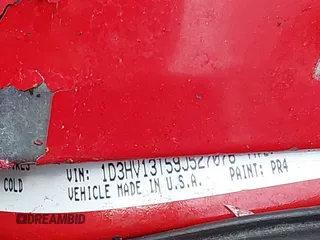 VIN: 1D3HV13T59J527076
COLD VEHICLE MADE IN U.S.A. PAINT: PR4
DREAMBID